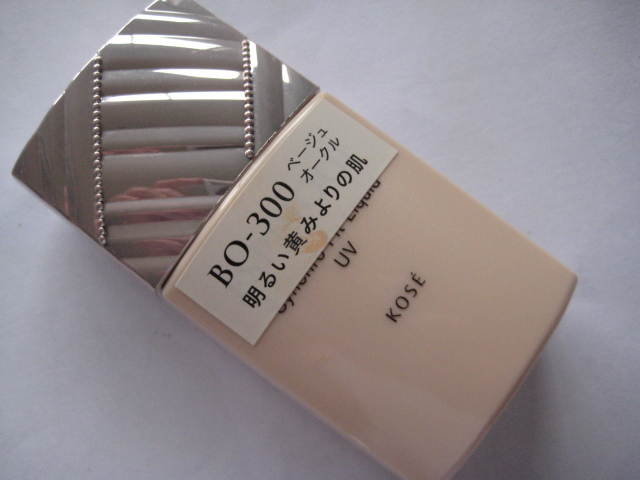 BO-300 ベージュ
オークル
明るい黄みよりの肌
Liquid
UV
KOSÉ